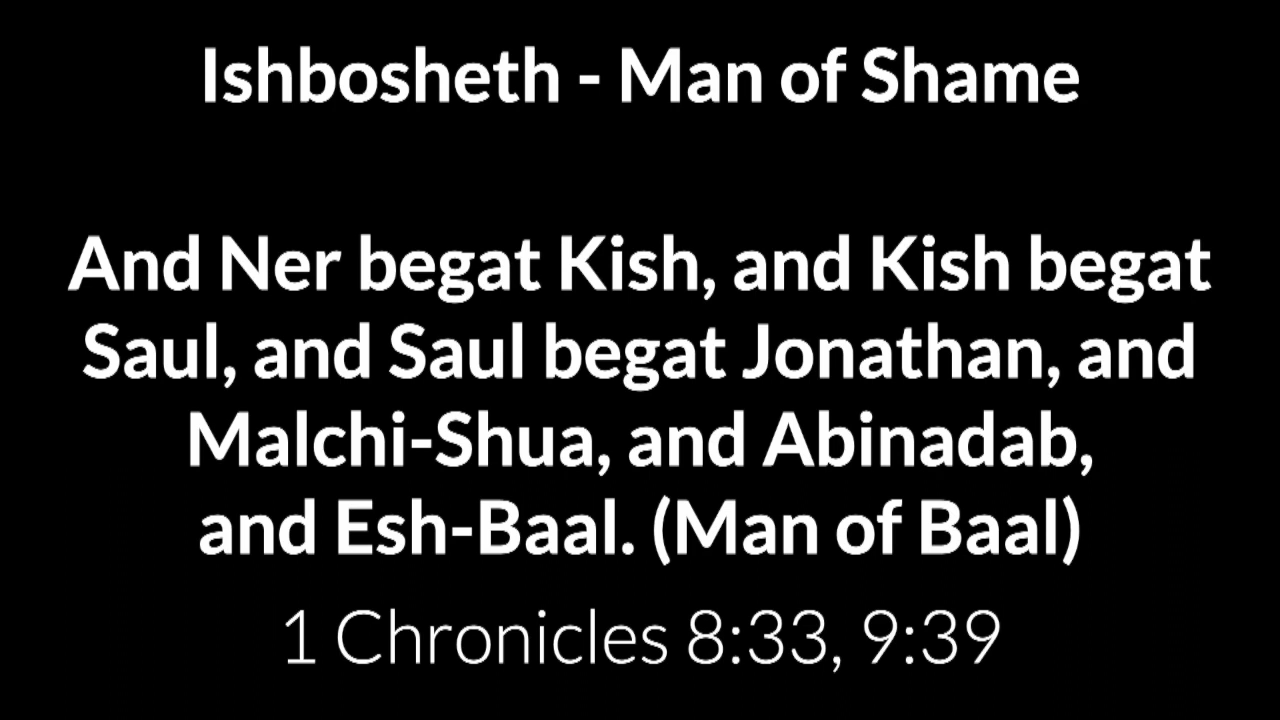 Ishbosheth - Man of Shame
And Ner begat Kish, and Kish begat
Saul, and Saul begat Jonathan, and
Malchi-Shua, and Abinadab,
and Esh-Baal. (Man of Baal)
1 Chronicles 8:33, 9:39